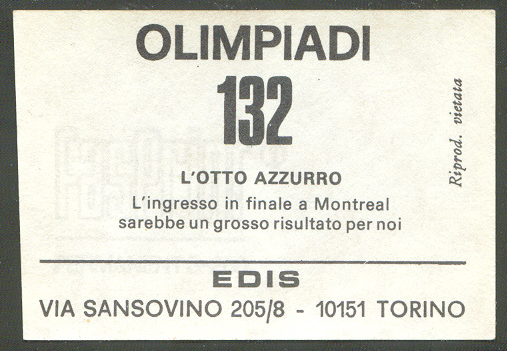 OLIMPIADI
132
L'OTTO AZZURRO
L'ingresso in finale a Montreal
sarebbe un grosso risultato per noi
Riprod. vietata
EDIS
VIA SANSOVINO 205/8 - 10151 TORINO